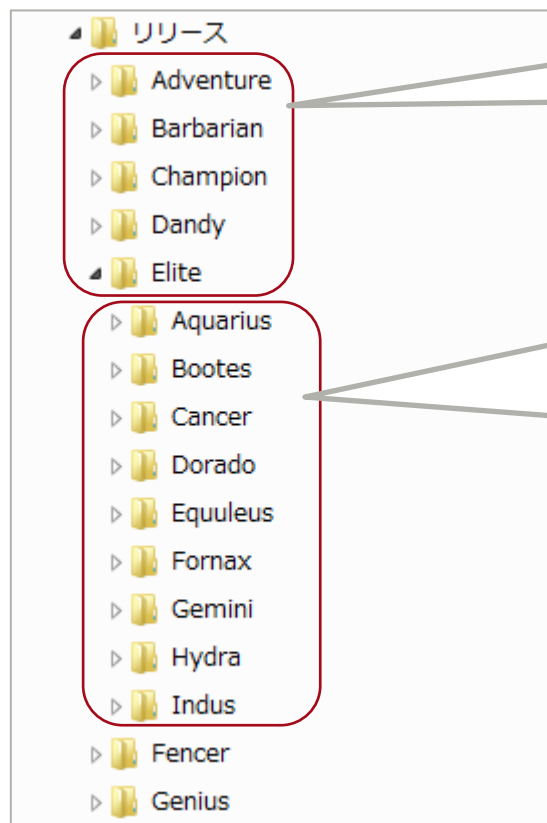 リリース
Adventure
Barbarian
Champion
Dandy
Elite
Aquarius
Bootes
Cancer
Dorado
Equuleus
Fornax
Gemini
Hydra
Indus
Fencer
Genius